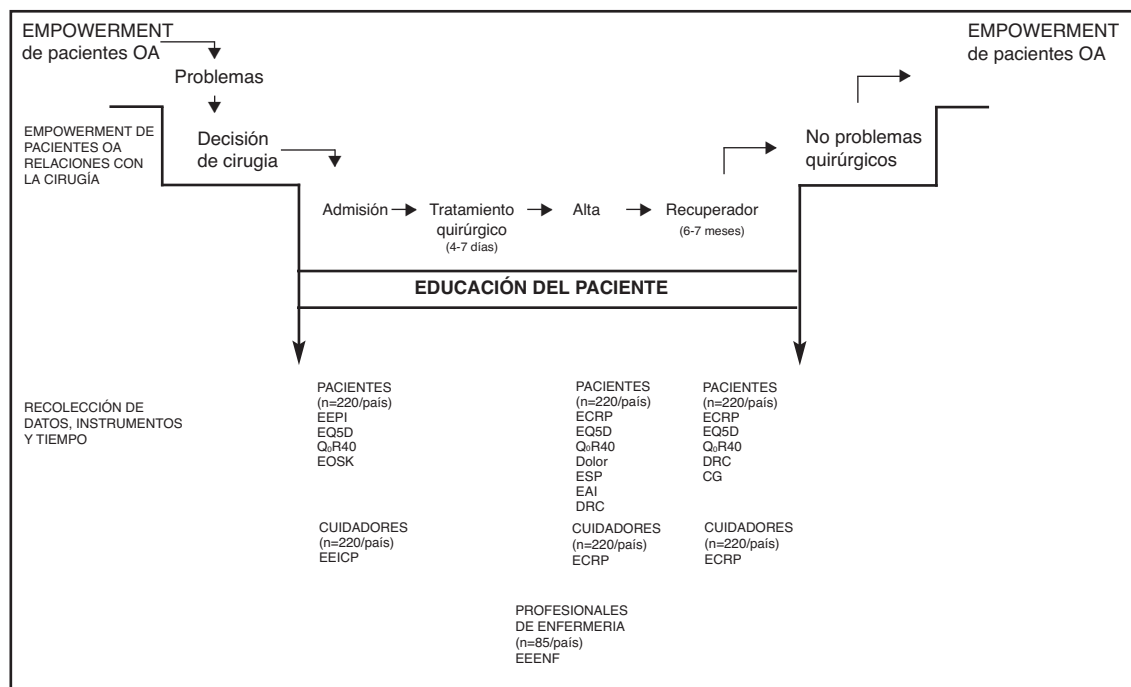 EMPOWERMENT
de pacientes OA
Problemas
EMPOWERMENT DE
PACIENTES OA
RELACIONES CON
LA CIRUGÍA
Decisión
de cirugia
Admisión
Tratamiento
quirúrgico
(4-7 días)
Alta
Recuperador
(6-7 meses)
No problemas
quirúrgicos
EMPOWERMENT
de pacientes OA
EDUCACIÓN DEL PACIENTE
RECOLECCIÓN DE
DATOS, INSTRUMENTOS
Y TIEMPO
PACIENTES
(n=220/país)
EEPI
EQ5D
Q₀R40
EOSK
CUIDADORES
(n=220/país)
EEICP
PACIENTES
(n=220/país)
ECRP
EQ5D
Q₀R40
Dolor
ESP
EAI
DRC
CUIDADORES
(n=220/país)
ECRP
PACIENTES
(n=220/país)
ECRP
EQ5D
Q₀R40
DRC
CG
CUIDADORES
(n=220/país)
ECRP
PROFESIONALES
DE ENFERMERIA
(n=85/país)
EEENF